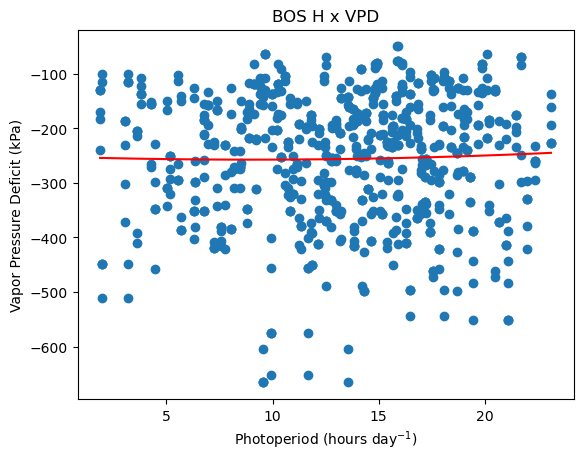 BOS H x VPD
Vapor Pressure Deficit (kPa)
−100
−200
−300
−400
−500
−600
5 10 15 20
Photoperiod (hours day⁻¹)